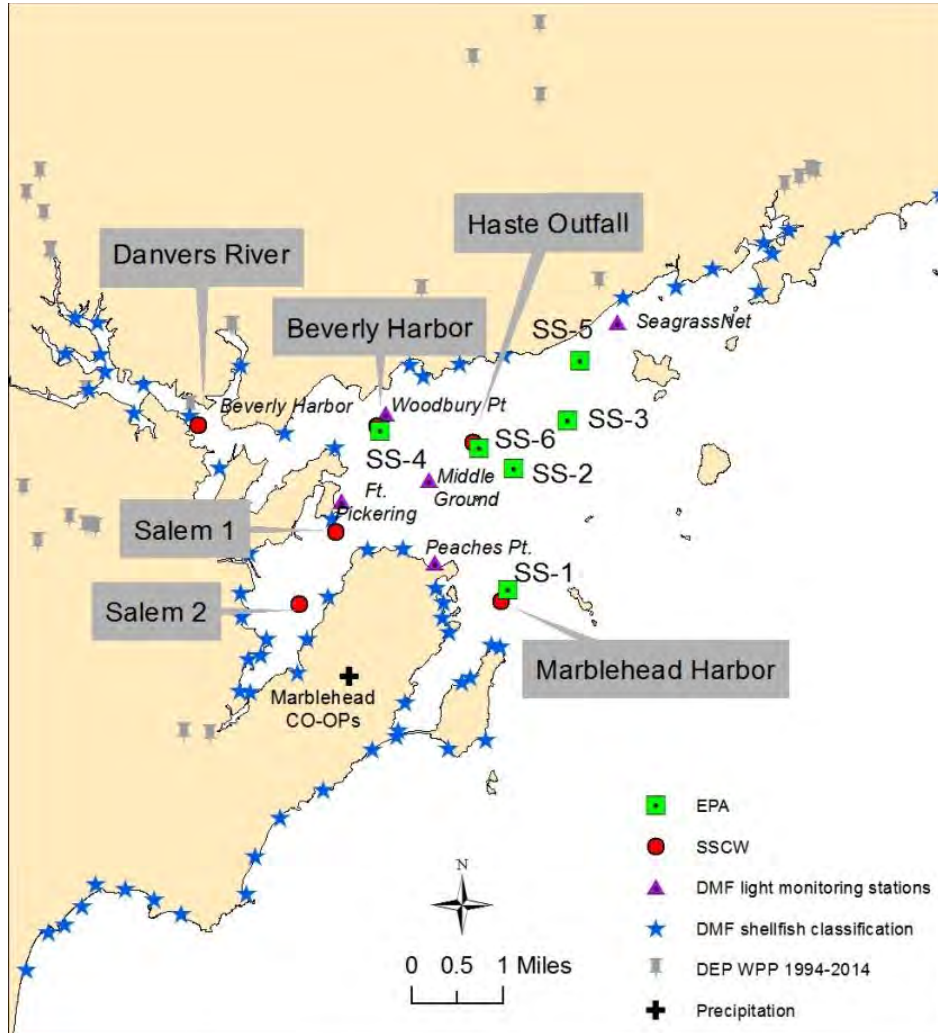 Haste Outfall
Danvers River
Beverly Harbor
SeagrassNet
SS-5
Beverly Harbor
Woodbury Pt
SS-3
SS-6
SS-4
SS-2
Middle
Ground
Ft.
Pickering
Salem 1
Peaches Pt.
SS-1
Salem 2
Marblehead Harbor
Marblehead
CO-OPs
EPA
SSCW
N
DMF light monitoring stations
DMF shellfish classification
0 0.5 1 Miles
DEP WPP 1994-2014
Precipitation